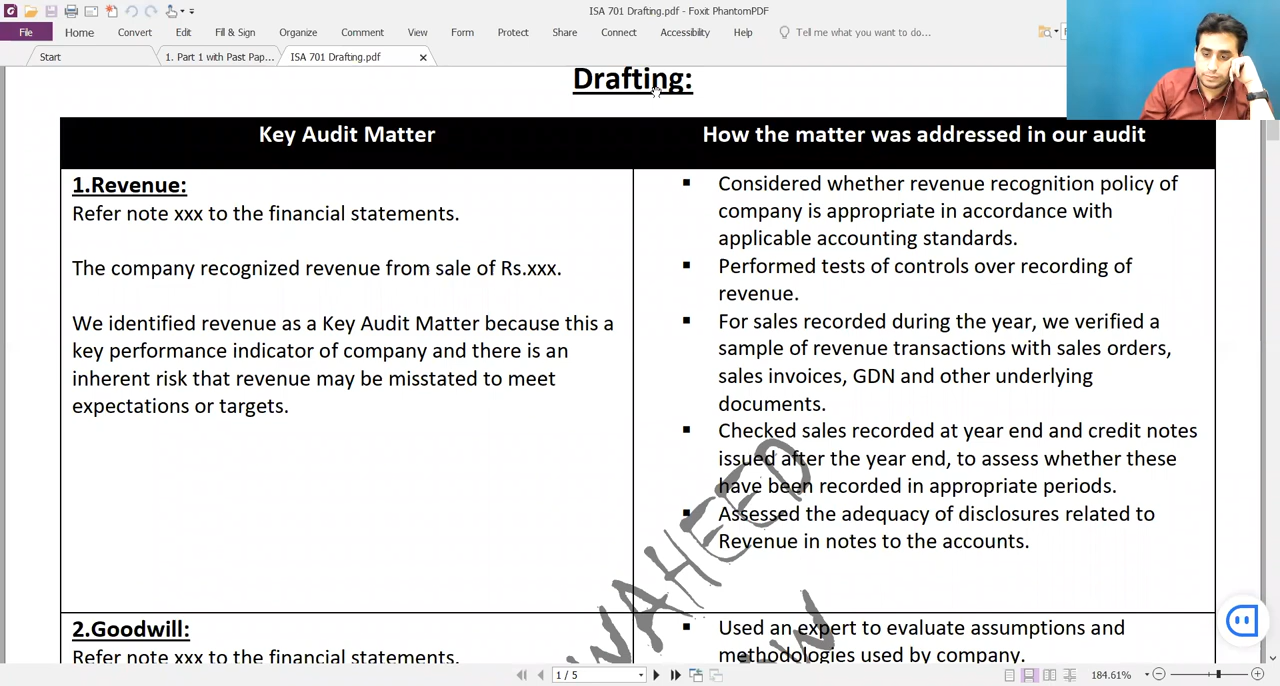 ISA 701 Drafting.pdf - Foxit PhantomPDF
File Home Convert Edit Fill & Sign Organize Comment View Form Protect Share Connect Accessibility Help Tell me what you want to do...
Start 1. Part 1 with Past Pap... ISA 701 Drafting.pdf
Drafting:
Key Audit Matter
How the matter was addressed in our audit
1.Revenue:
Refer note xxx to the financial statements.
The company recognized revenue from sale of Rs.xxx.
We identified revenue as a Key Audit Matter because this a
key performance indicator of company and there is an
inherent risk that revenue may be misstated to meet
expectations or targets.
Considered whether revenue recognition policy of
company is appropriate in accordance with
applicable accounting standards.
Performed tests of controls over recording of
revenue.
For sales recorded during the year, we verified a
sample of revenue transactions with sales orders,
sales invoices, GDN and other underlying
documents.
Checked sales recorded at year end and credit notes
issued after the year end, to assess whether these
have been recorded in appropriate periods.
Assessed the adequacy of disclosures related to
Revenue in notes to the accounts.
WAHEED
2.Goodwill:
Refer note xxx to the financial statements.
Used an expert to evaluate assumptions and
methodologies used by company.
1 / 5
184.61%